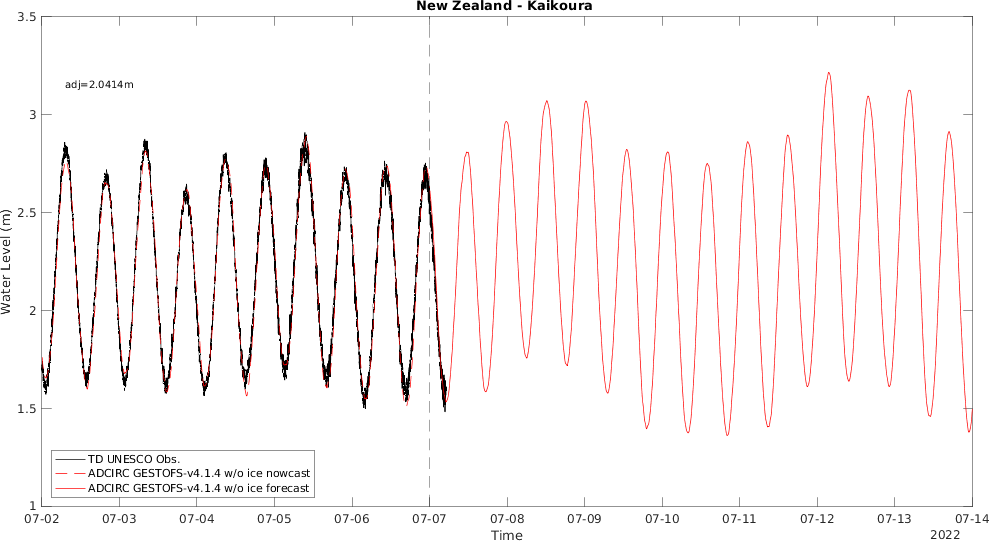 New Zealand - Kaikoura
3.5
adj=2.0414m
3
2.5
Water Level (m)
2
1.5
TD UNESCO Obs.
ADCIRC GESTOFS-v4.1.4 w/o ice nowcast
ADCIRC GESTOFS-v4.1.4 w/o ice forecast
1
07-02 07-03 07-04 07-05 07-06 07-07 07-08 07-09 07-10 07-11 07-12 07-13 07-14
Time
2022